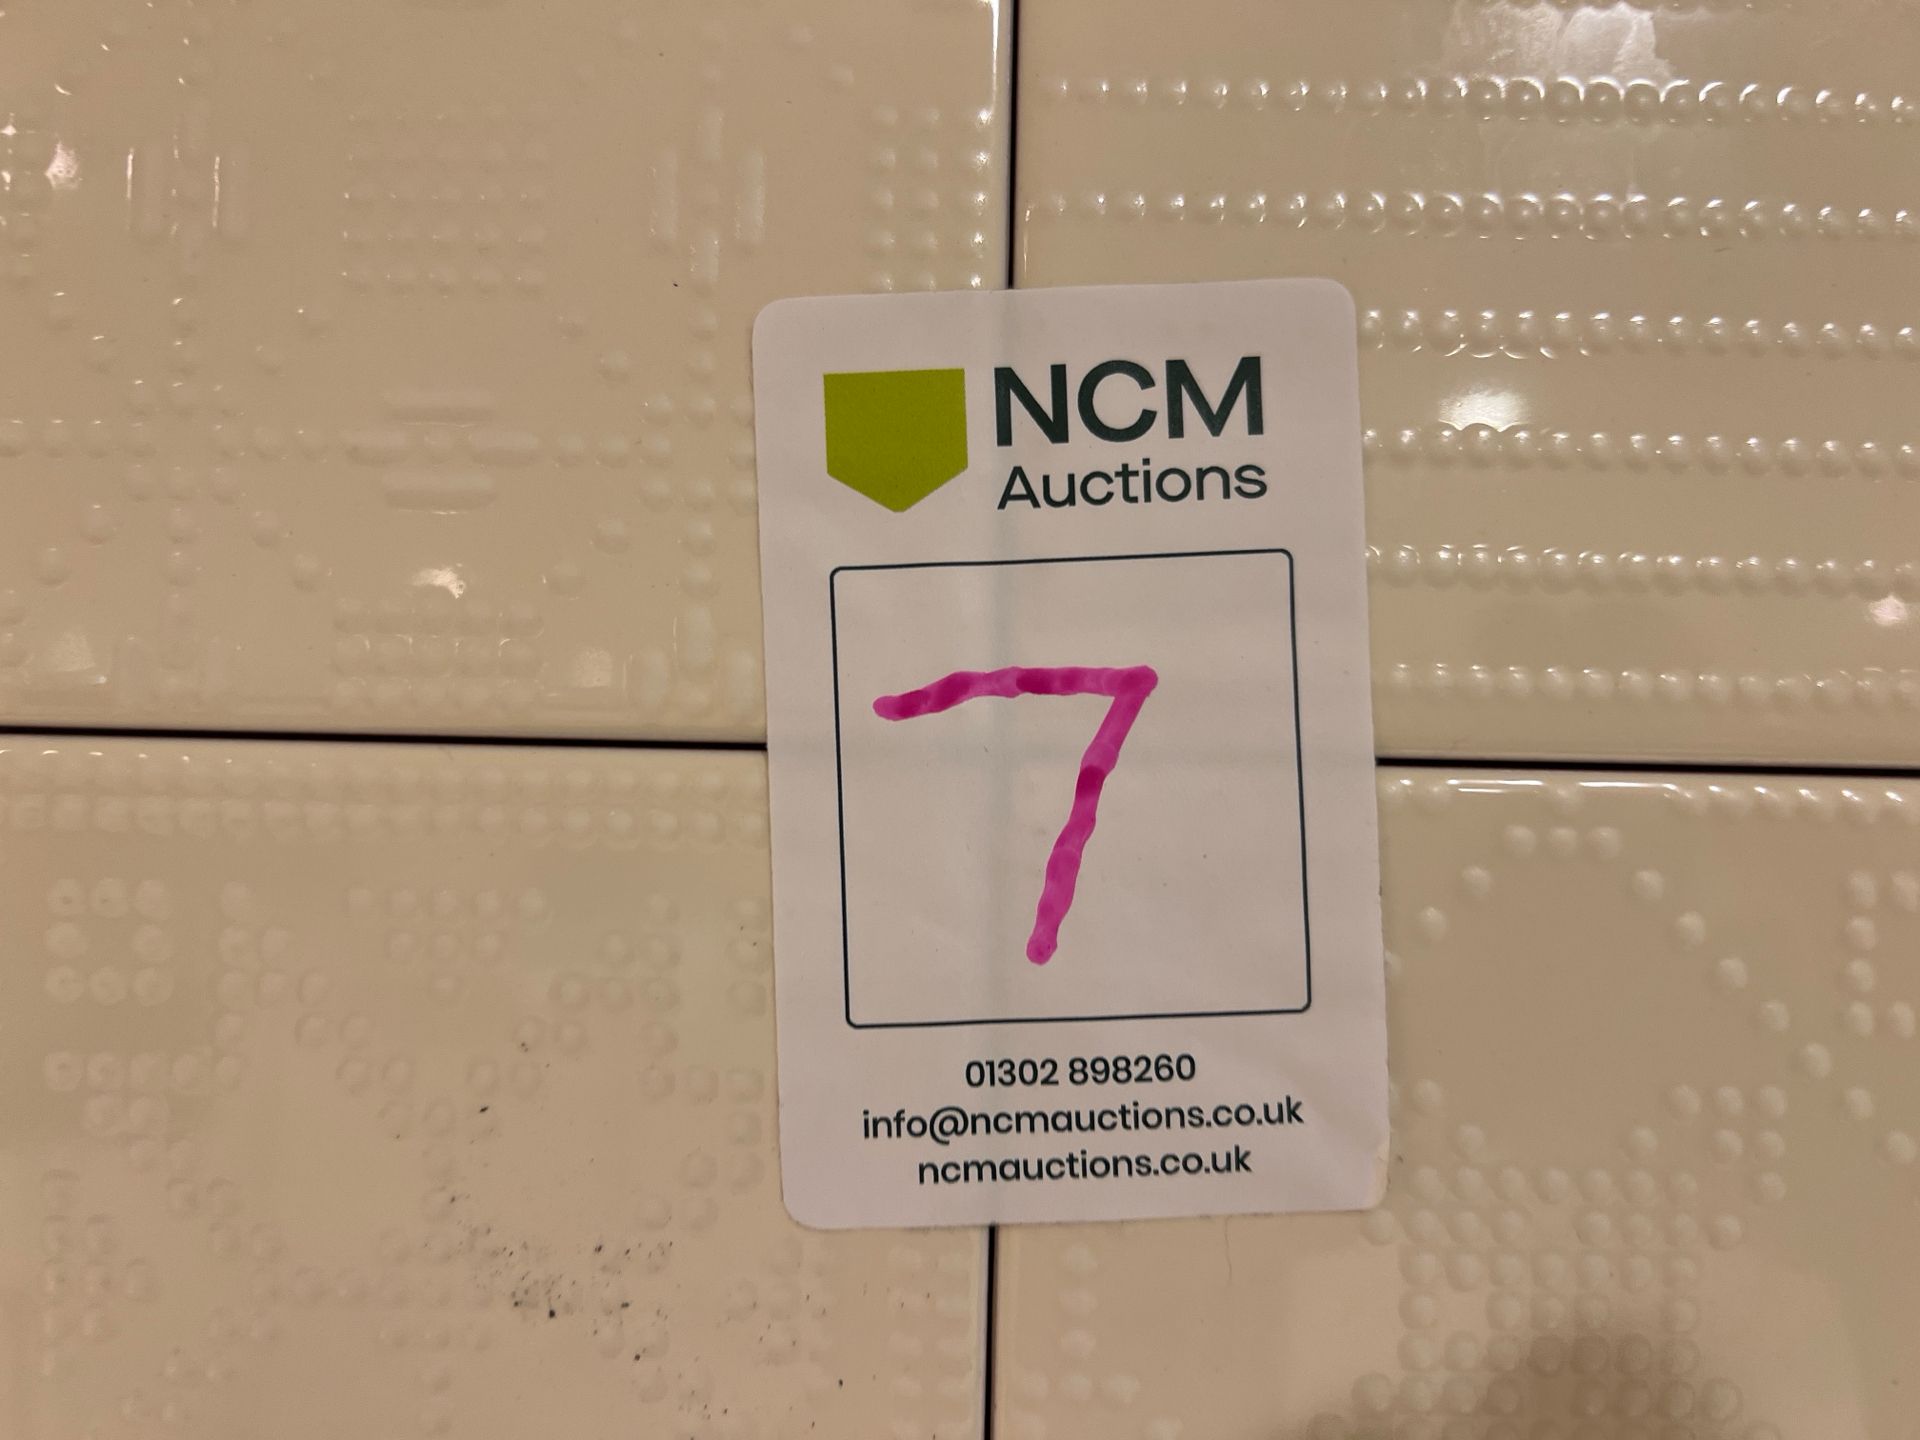 NCM
Auctions
7
01302 898260
info@ncmauctions.co.uk
ncmauctions.co.uk